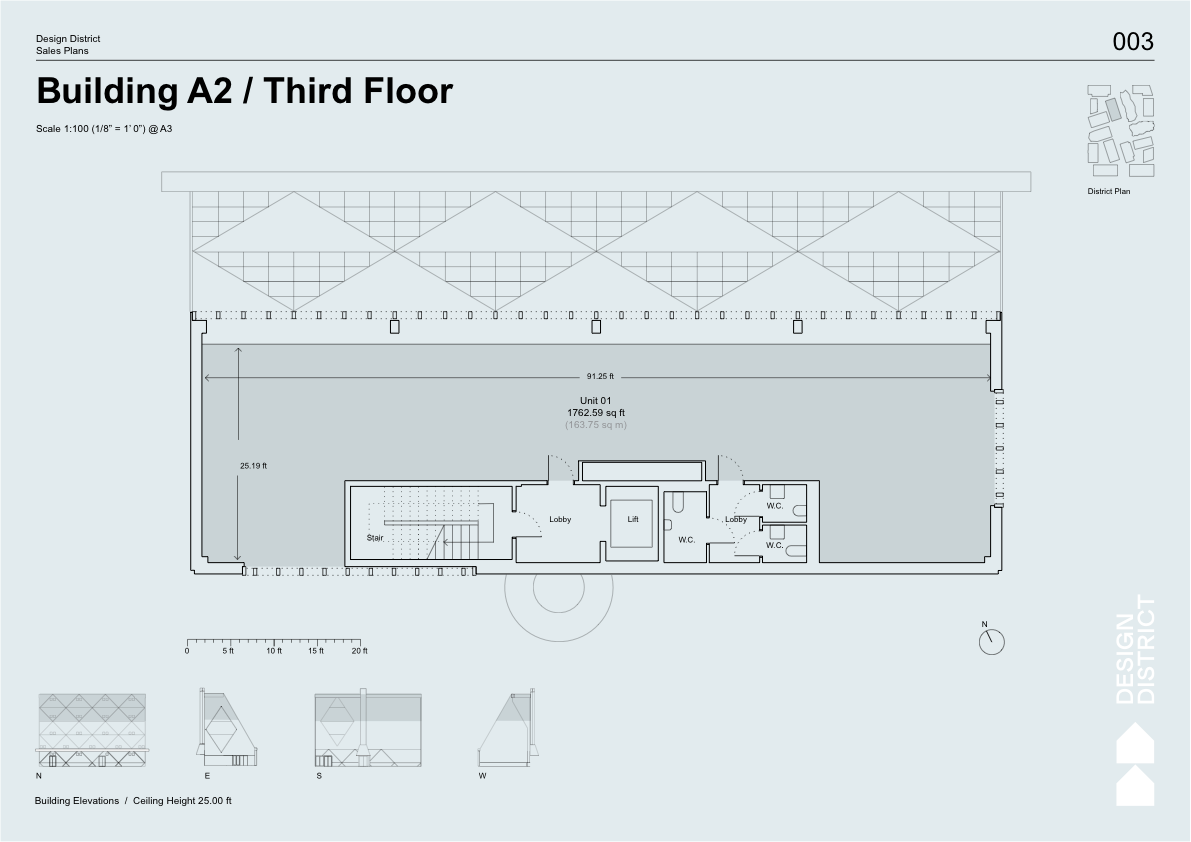 Design District
Sales Plans
003
Building A2 / Third Floor
Scale 1:100 (1/8" = 1' 0") @ A3
District Plan
91.25 ft
Unit 01
1762.59 sq ft
(163.75 sq m)
25.19 ft
Stair
Lobby
Lift
W.C.
Lobby
W.C.
W.C.
0
5 ft
10 ft
15 ft
20 ft
N
DESIGN
DISTRICT
N
E
S
W
Building Elevations / Ceiling Height 25.00 ft